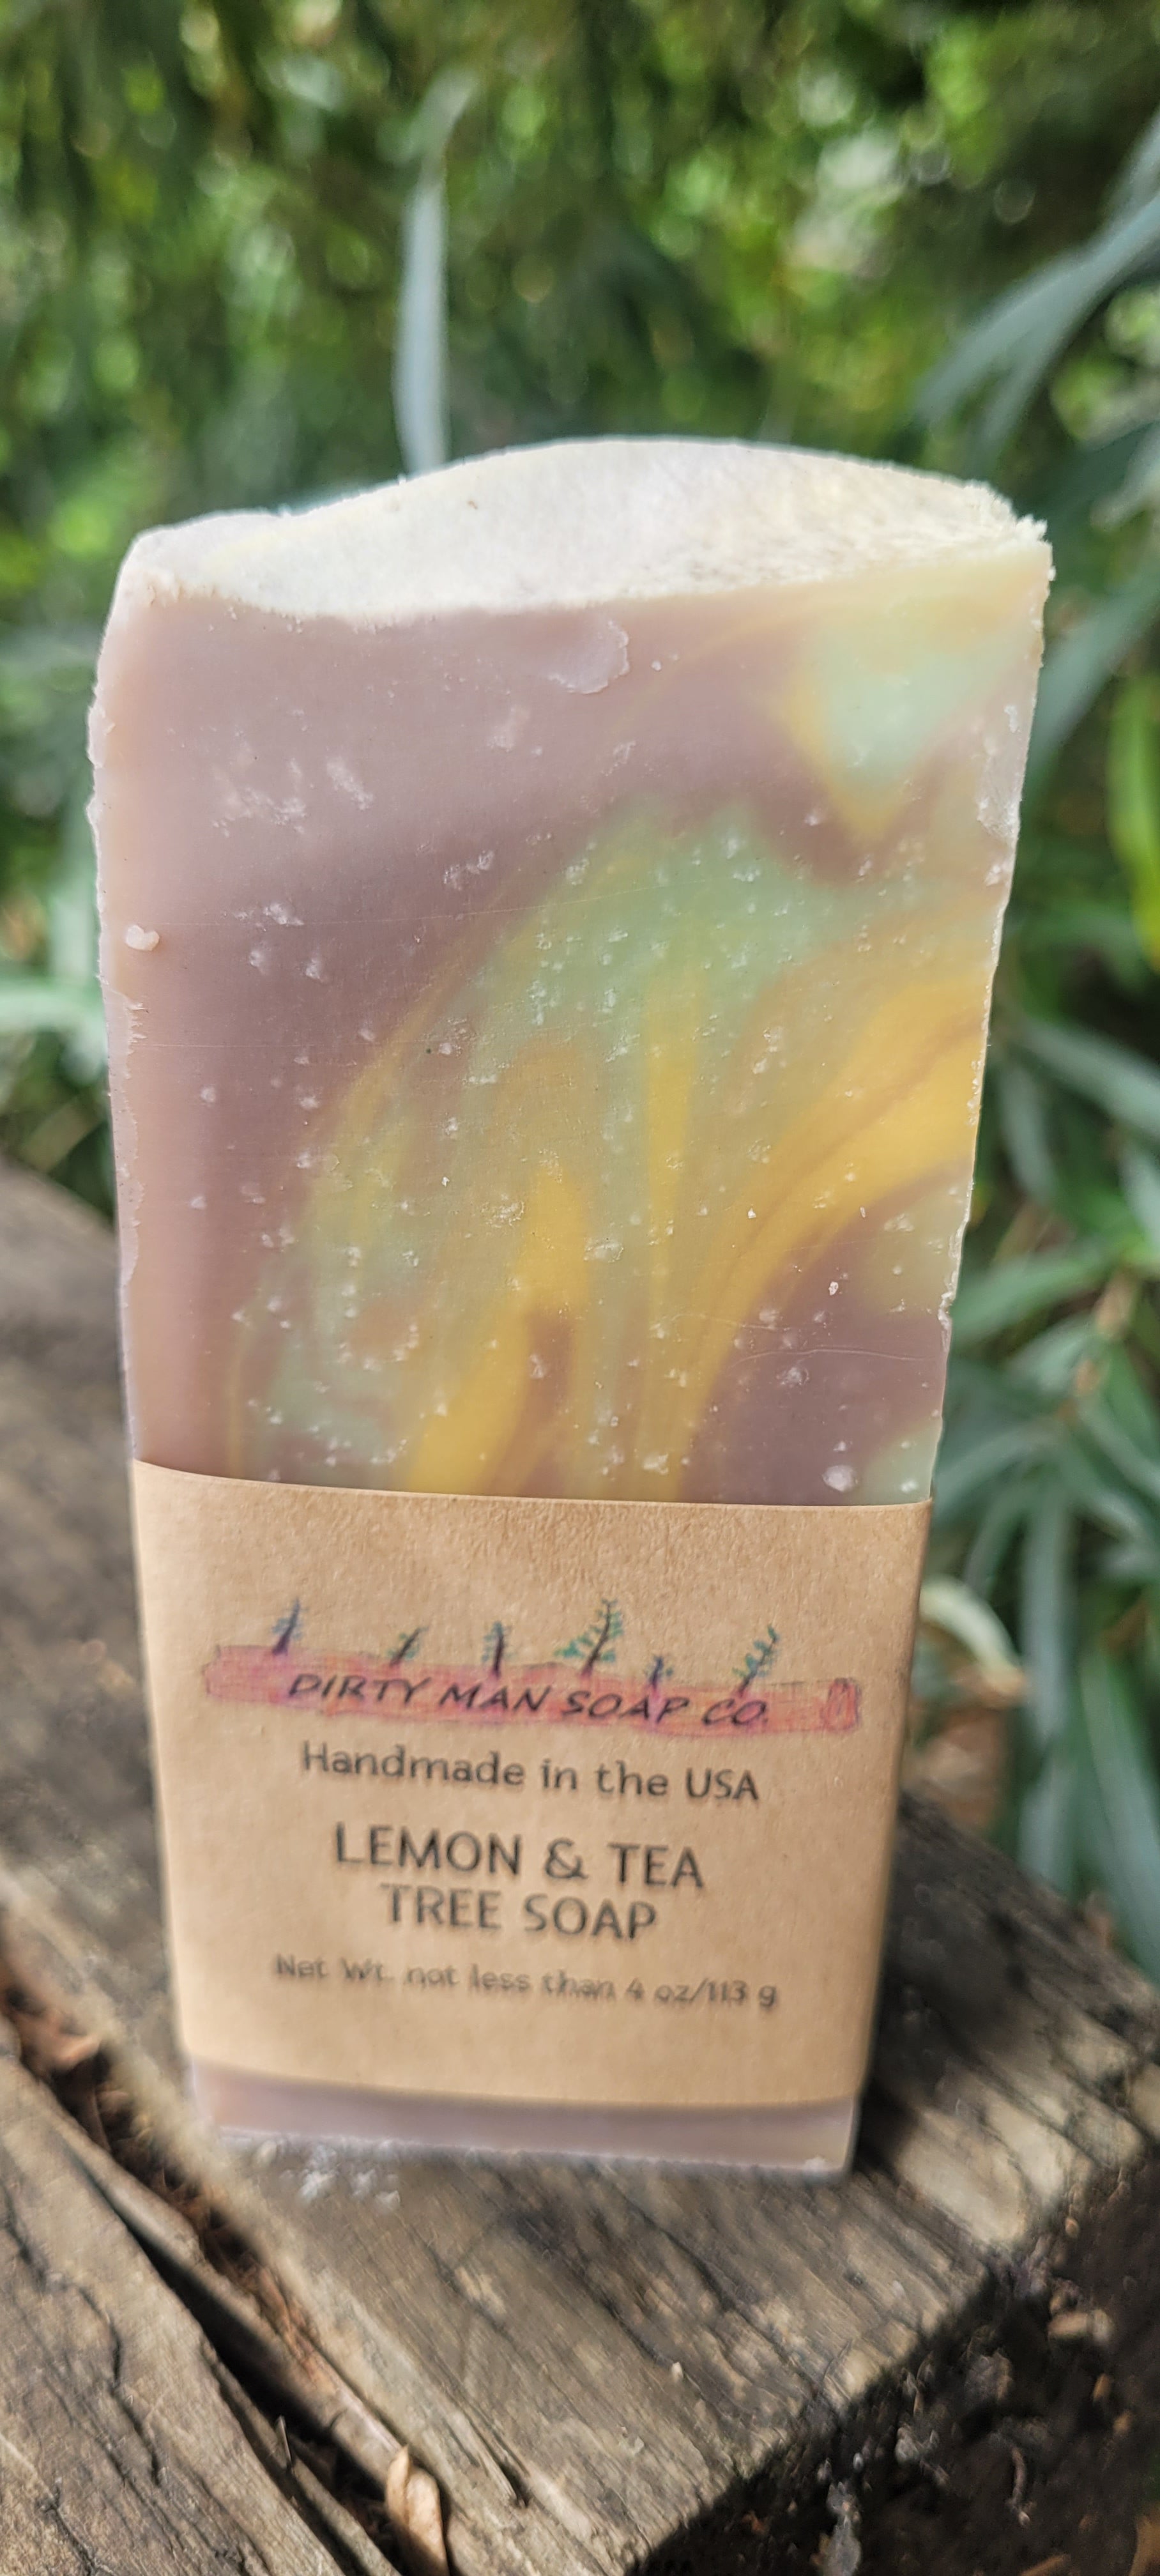 DIRTY MAN SOAP CO.
Handmade in the USA
LEMON & TEA
TREE SOAP
Net Wt. not less than 4 oz/113 g